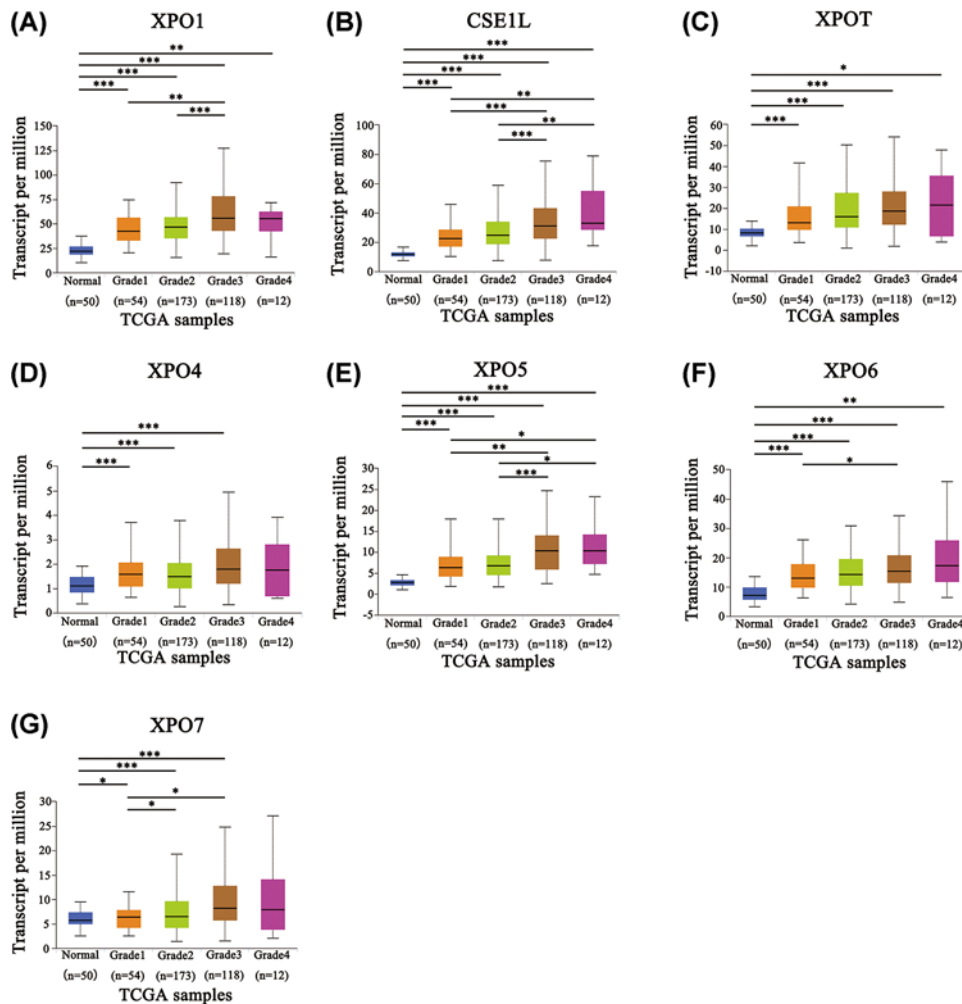 (A)
XPO1
**
***
***
***
**
***
Transcript per million
150
125
100
75
50
25
0
Normal Grade1 Grade2 Grade3 Grade4
(n=50) (n=54) (n=173) (n=118) (n=12)
TCGA samples
(B)
CSE1L
***
***
***
***
**
***
**
***
Transcript per million
100
80
60
40
20
0
Normal Grade1 Grade2 Grade3 Grade4
(n=50) (n=54) (n=173) (n=118) (n=12)
TCGA samples
(C)
XPOT
*
***
***
***
Transcript per million
60
50
40
30
20
10
0
-10
Normal Grade1 Grade2 Grade3 Grade4
(n=50) (n=54) (n=173) (n=118) (n=12)
TCGA samples
(D)
XPO4
***
***
***
Transcript per million
6
5
4
3
2
1
0
Normal Grade1 Grade2 Grade3 Grade4
(n=50) (n=54) (n=173) (n=118) (n=12)
TCGA samples
(E)
XPO5
***
***
***
***
*
**
*
***
Transcript per million
30
25
20
15
10
5
0
-5
Normal Grade1 Grade2 Grade3 Grade4
(n=50) (n=54) (n=173) (n=118) (n=12)
TCGA samples
(F)
XPO6
**
***
***
***
*
Transcript per million
50
40
30
20
10
0
Normal Grade1 Grade2 Grade3 Grade4
(n=50) (n=54) (n=173) (n=118) (n=12)
TCGA samples
(G)
XPO7
***
***
*
*
*
Transcript per million
30
25
20
15
10
5
0
Normal Grade1 Grade2 Grade3 Grade4
(n=50) (n=54) (n=173) (n=118) (n=12)
TCGA samples